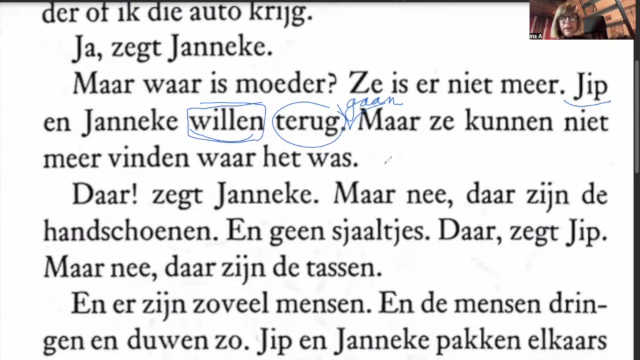 der of ik die auto krijg.
Ja, zegt Janneke.
Maar waar is moeder? Ze is er niet meer. Jip
gaan
en Janneke willen terug. Maar ze kunnen niet
meer vinden waar het was.
Daar! zegt Janneke. Maar nee, daar zijn de
handschoenen. En geen sjaaltjes. Daar, zegt Jip.
Maar nee, daar zijn de tassen.
En er zijn zoveel mensen. En de mensen drin-
gen en duwen zo. Jip en Janneke pakken elkaars